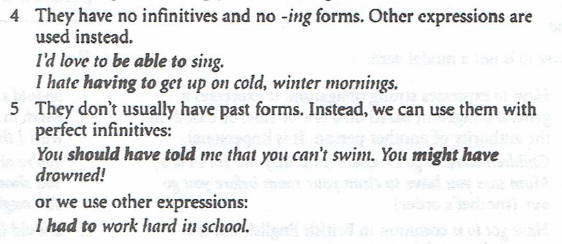 4 They have no infinitives and no -ing forms. Other expressions are
used instead.
I'd love to be able to sing.
I hate having to get up on cold, winter mornings.
5 They don't usually have past forms. Instead, we can use them with
perfect infinitives:
You should have told me that you can't swim. You might have
drowned!
or we use other expressions:
I had to work hard in school.